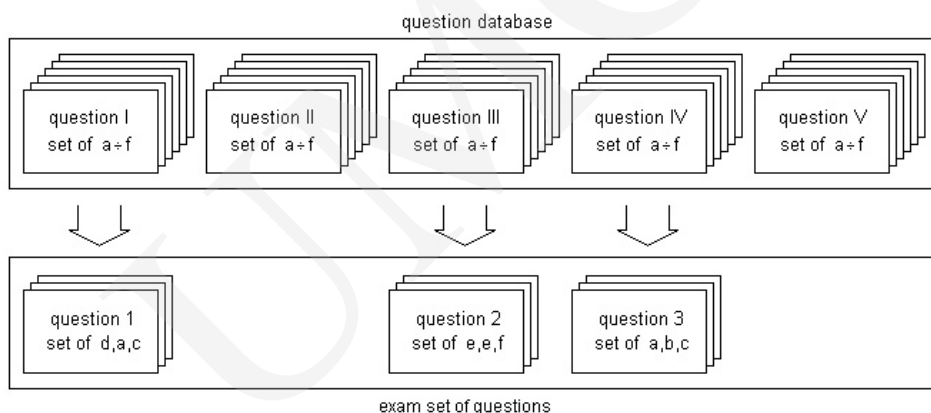 question database
question I
set of a÷f
question II
set of a÷f
question III
set of a÷f
question IV
set of a÷f
question V
set of a÷f
question 1
set of d,a,c
question 2
set of e,e,f
question 3
set of a,b,c
exam set of questions